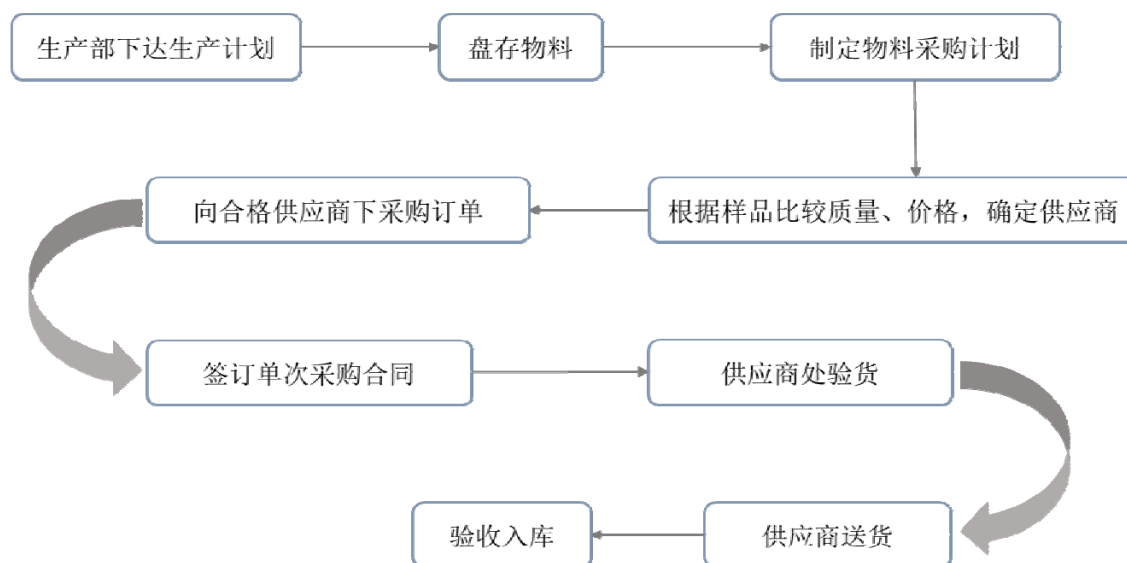 生产部下达生产计划
盘存物料
制定物料采购计划
根据样品比较质量、价格，确定供应商
向合格供应商下采购订单
签订单次采购合同
供应商处验货
供应商送货
验收入库